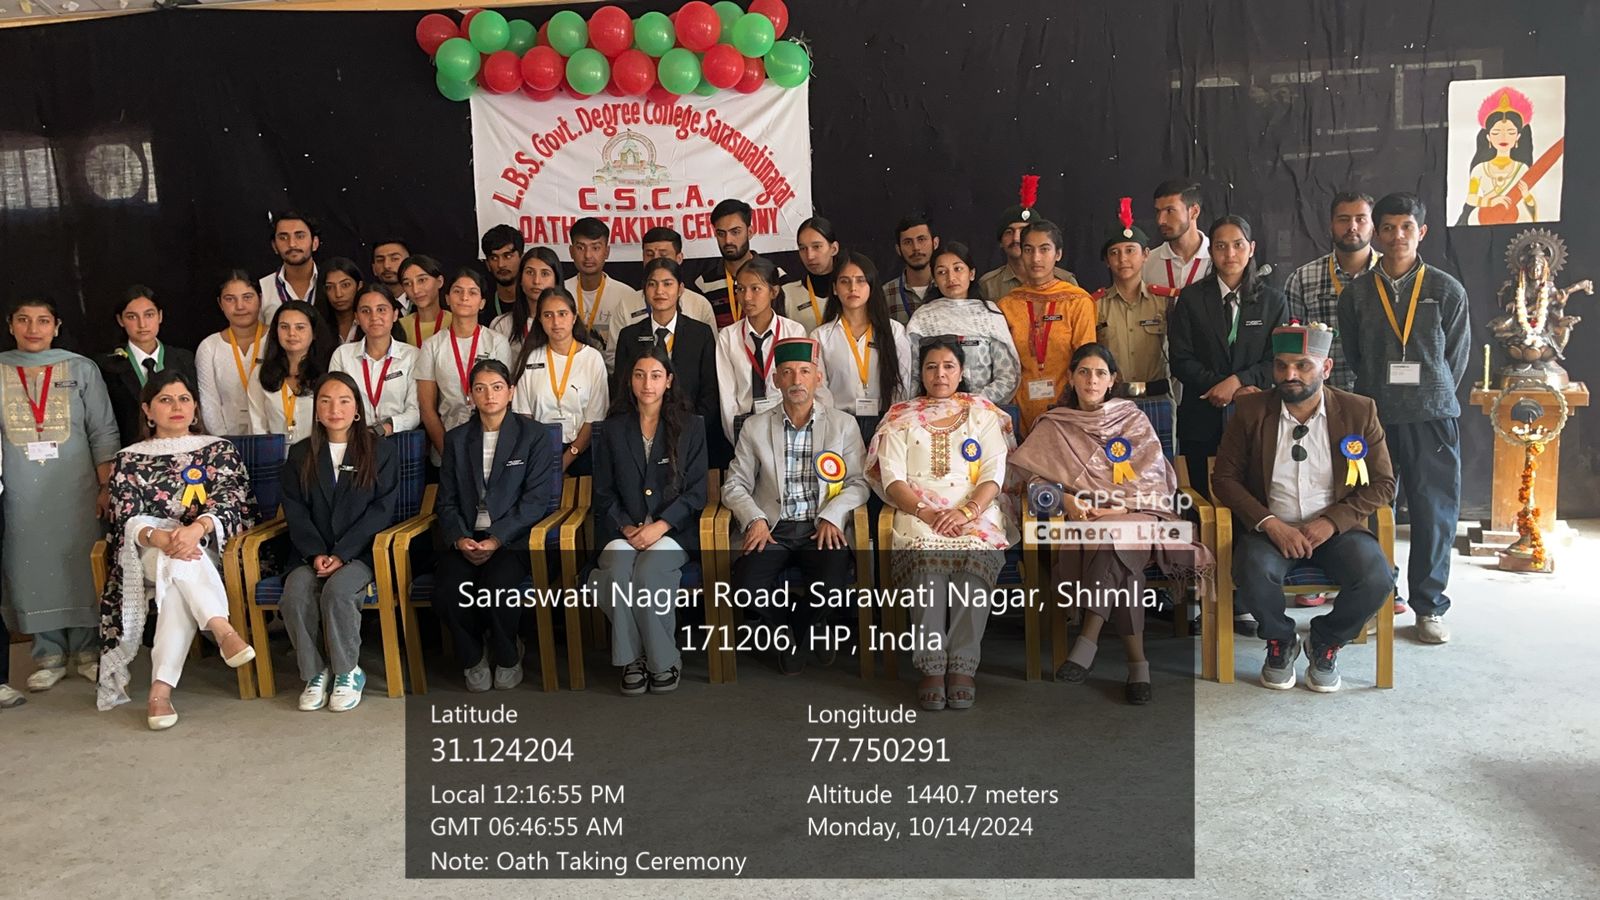 L.B.S. Govt. Degree College Saraswatinagar
C.S.C.A.
OATH TAKING CEREMONY
GPS Map
Camera Lite
Saraswati Nagar Road, Sarawati Nagar, Shimla,
171206, HP, India
Latitude
31.124204
Longitude
77.750291
Local 12:16:55 PM
GMT 06:46:55 AM
Altitude 1440.7 meters
Monday, 10/14/2024
Note: Oath Taking Ceremony